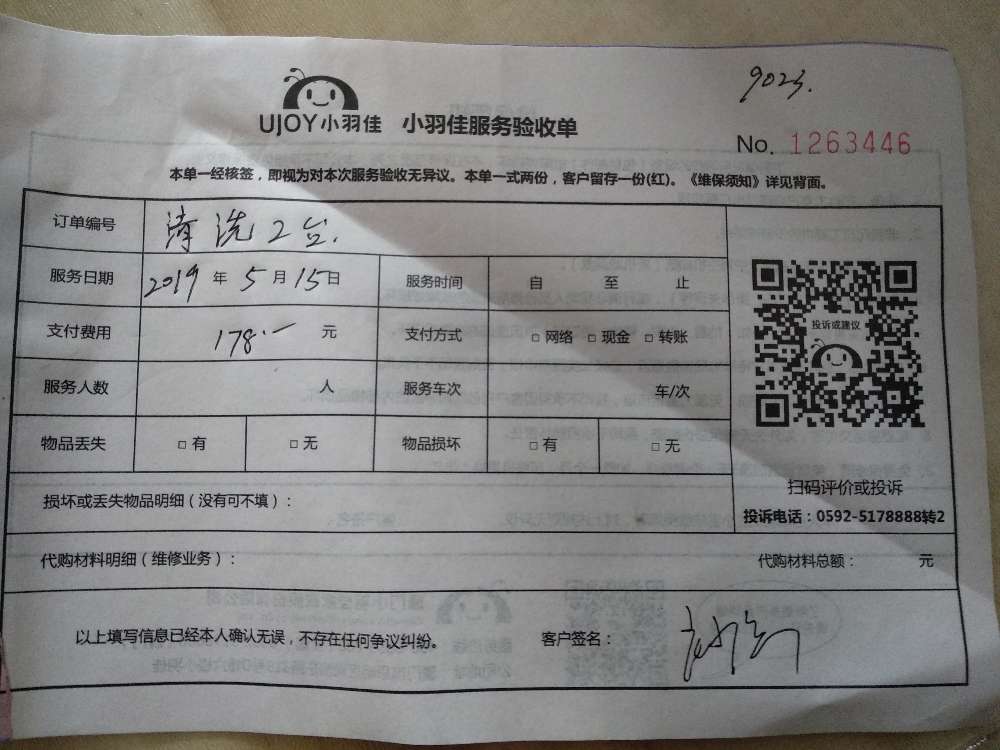 9023.
UJOY小羽佳 小羽佳服务验收单
No. 1263446
本单一经核签，即视为对本次服务验收无异议。本单一式两份，客户留存一份(红)。《维保须知》详见背面。
订单编号 清洗2台.
服务日期 2019年5月15日 服务时间 自 至 止
投诉或建议
支付费用 178.— 元 支付方式 □ 网络 □ 现金 □ 转账
服务人数 人 服务车次 车/次
物品丢失 □ 有 □ 无 物品损坏 □ 有 □ 无
扫码评价或投诉
损坏或丢失物品明细（没有可不填）：
投诉电话：0592-5178888转2
代购材料明细（维修业务）： 代购材料总额： 元
以上填写信息已经本人确认无误，不存在任何争议纠纷。 客户签名：